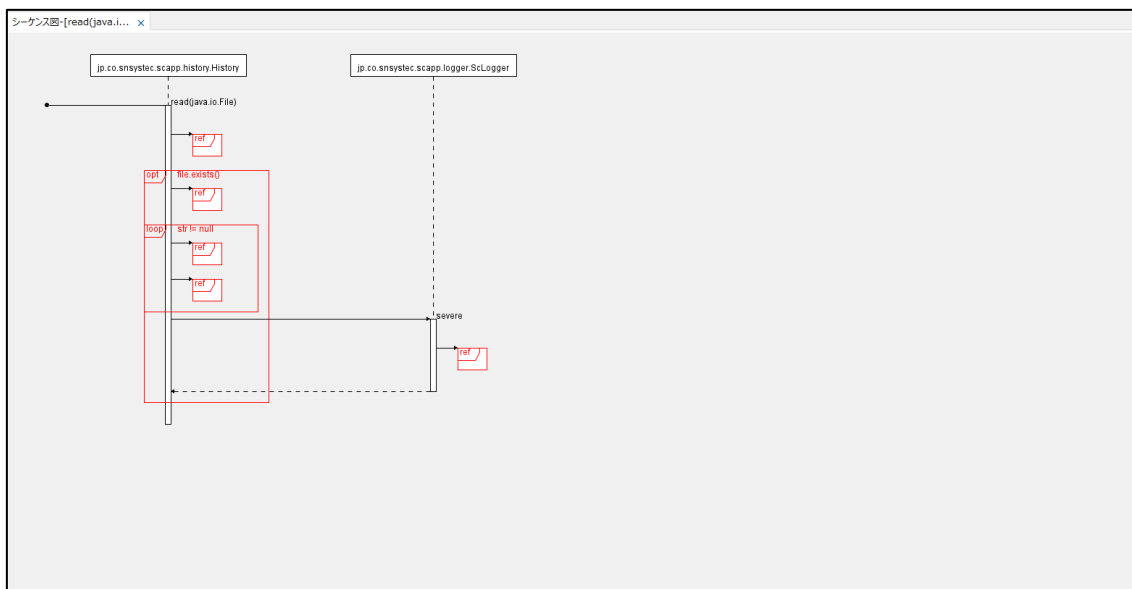 シーケンス図-[read(java.i... ×
jp.co.snsystec.scapp.history.History
jp.co.snsystec.scapp.logger.ScLogger
read(java.io.File)
ref
opt file.exists()
ref
loop str != null
ref
ref
severe
ref